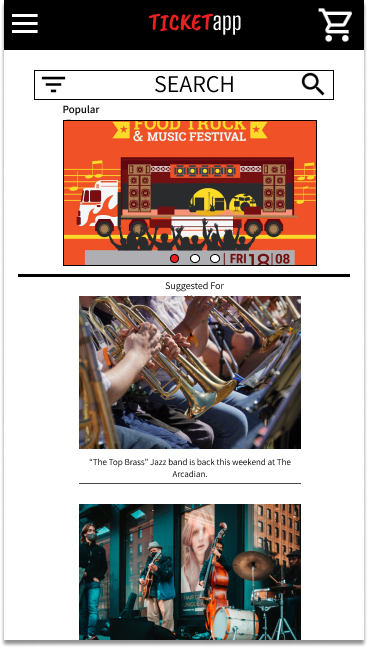 TICKETapp
SEARCH
Popular
FOOD TRUCK
& MUSIC FESTIVAL
FRI 18 08
Suggested For
“The Top Brass” Jazz band is back this weekend at The
Arcadian.